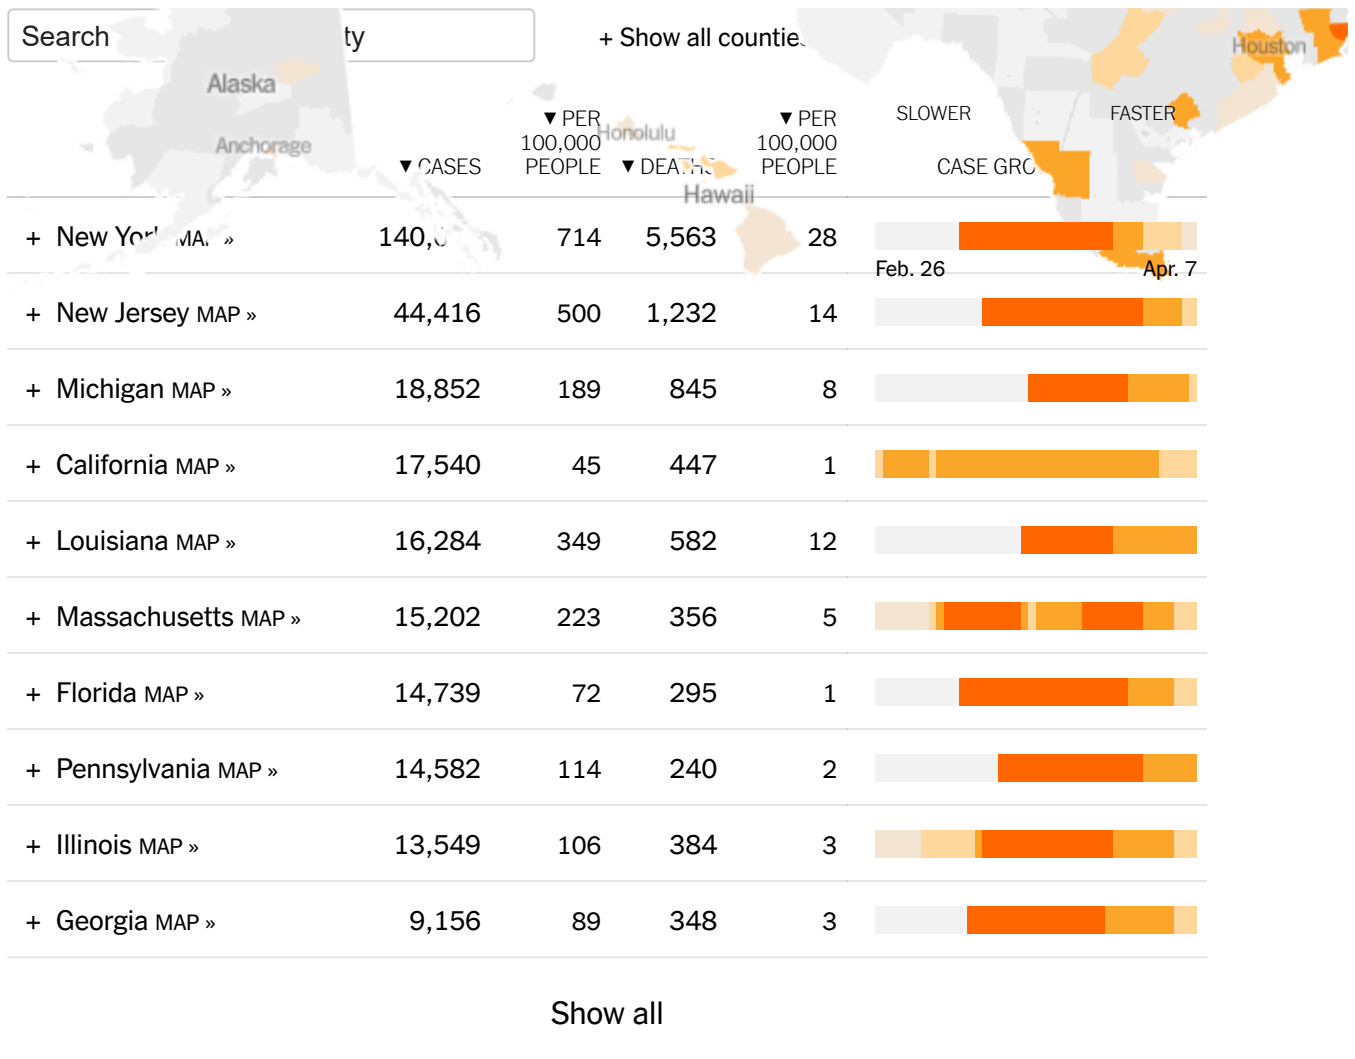 Search ty + Show all counties
Alaska
Houston
Anchorage
Honolulu
Hawaii
▼ CASES ▼ PER 100,000 PEOPLE ▼ DEATHS ▼ PER 100,000 PEOPLE SLOWER FASTER
CASE GRO
+ New York MAP » 140, 714 5,563 28
Feb. 26 Apr. 7
+ New Jersey MAP » 44,416 500 1,232 14
+ Michigan MAP » 18,852 189 845 8
+ California MAP » 17,540 45 447 1
+ Louisiana MAP » 16,284 349 582 12
+ Massachusetts MAP » 15,202 223 356 5
+ Florida MAP » 14,739 72 295 1
+ Pennsylvania MAP » 14,582 114 240 2
+ Illinois MAP » 13,549 106 384 3
+ Georgia MAP » 9,156 89 348 3
Show all